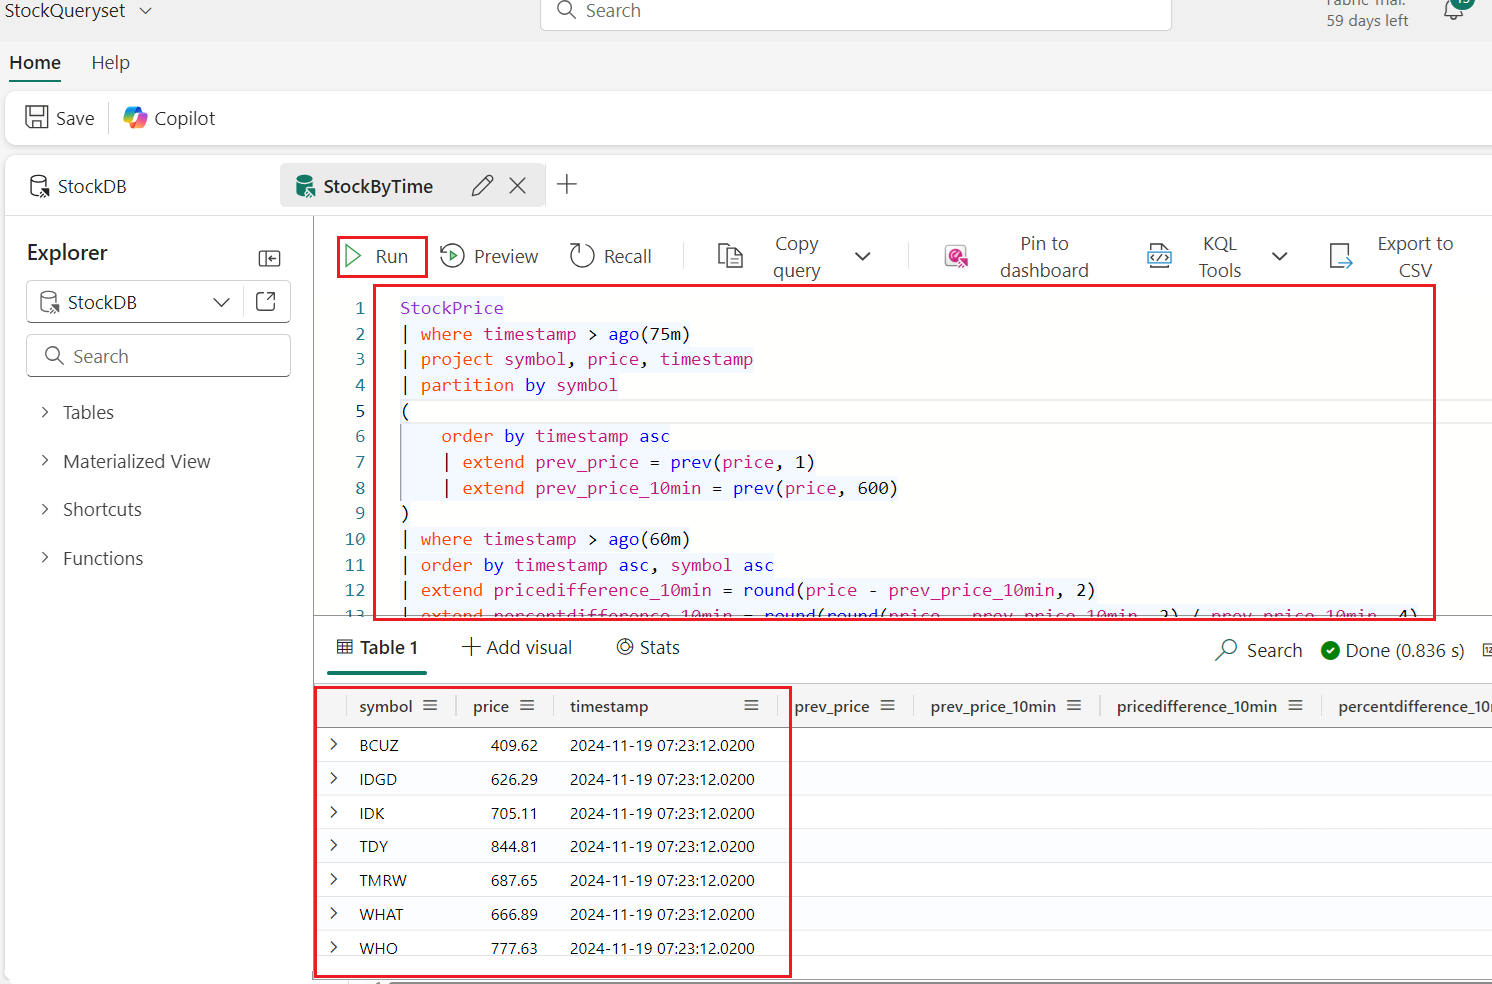 StockQueryset
Search
Fabric Trial:
59 days left
Home
Help
Save
Copilot
StockDB
StockByTime
Explorer
StockDB
Search
Tables
Materialized View
Shortcuts
Functions
Run
Preview
Recall
Copy query
Pin to dashboard
KQL Tools
Export to CSV
1 StockPrice
2 | where timestamp > ago(75m)
3 | project symbol, price, timestamp
4 | partition by symbol
5 (
6 order by timestamp asc
7 | extend prev_price = prev(price, 1)
8 | extend prev_price_10min = prev(price, 600)
9 )
10 | where timestamp > ago(60m)
11 | order by timestamp asc, symbol asc
12 | extend pricedifference_10min = round(price - prev_price_10min, 2)
13 | extend percentdifference_10min = round(round(price - prev_price_10min, 2) / prev_price_10min, 4)
Table 1
Add visual
Stats
Search
Done (0.836 s)
symbol price timestamp prev_price prev_price_10min pricedifference_10min percentdifference_10
BCUZ 409.62 2024-11-19 07:23:12.0200
IDGD 626.29 2024-11-19 07:23:12.0200
IDK 705.11 2024-11-19 07:23:12.0200
TDY 844.81 2024-11-19 07:23:12.0200
TMRW 687.65 2024-11-19 07:23:12.0200
WHAT 666.89 2024-11-19 07:23:12.0200
WHO 777.63 2024-11-19 07:23:12.0200